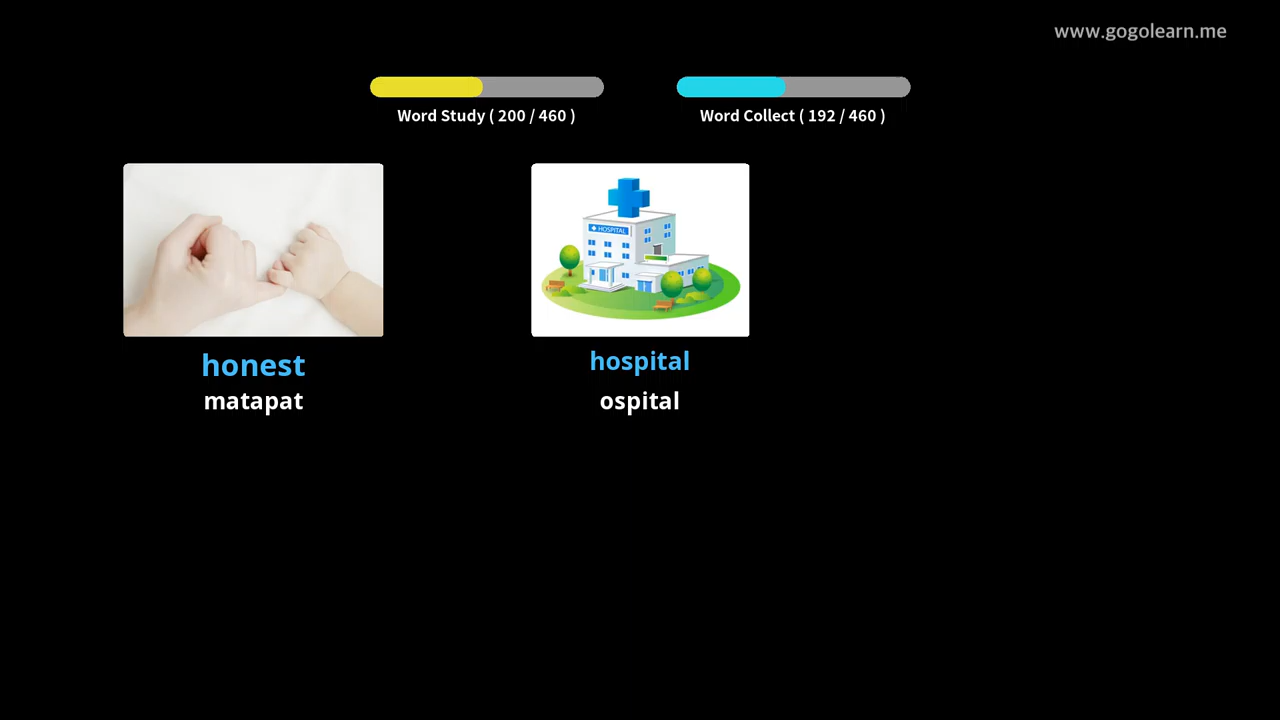 www.gogolearn.me
Word Study ( 200 / 460 )
Word Collect ( 192 / 460 )
HOSPITAL
honest
matapat
hospital
ospital